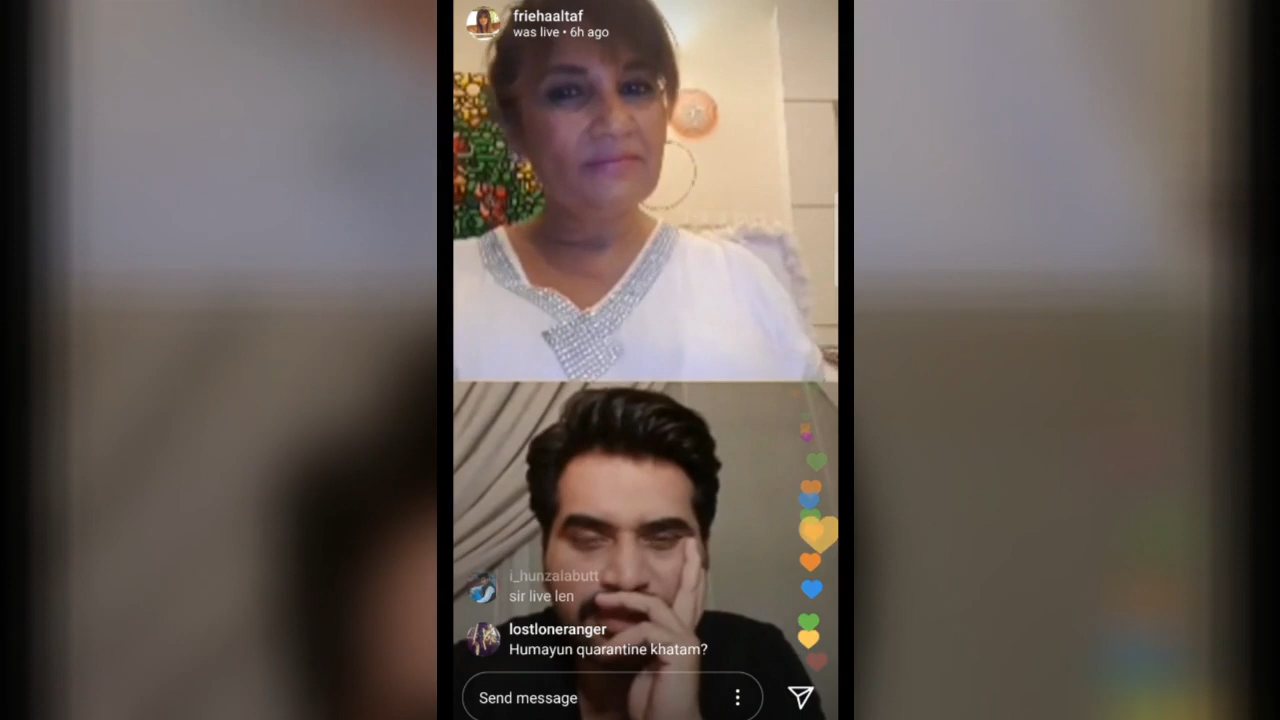 friehaaltaf
was live • 6h ago
i_hunzalabutt
sir live len
lostloneranger
Humayun quarantine khatam?
Send message